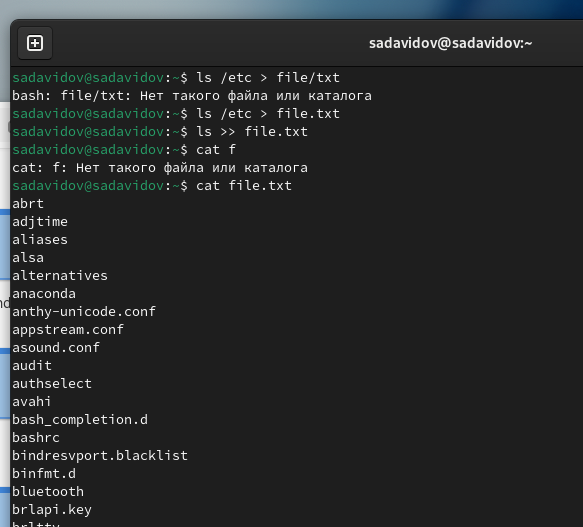 sadavidov@sadavidov:~
sadavidov@sadavidov:~$ ls /etc > file/txt
bash: file/txt: Нет такого файла или каталога
sadavidov@sadavidov:~$ ls /etc > file.txt
sadavidov@sadavidov:~$ ls >> file.txt
sadavidov@sadavidov:~$ cat f
cat: f: Нет такого файла или каталога
sadavidov@sadavidov:~$ cat file.txt
abrt
adjtime
aliases
alsa
alternatives
anaconda
anthy-unicode.conf
appstream.conf
asound.conf
audit
authselect
avahi
bash_completion.d
bashrc
bindresvport.blacklist
binfmt.d
bluetooth
brlapi.key